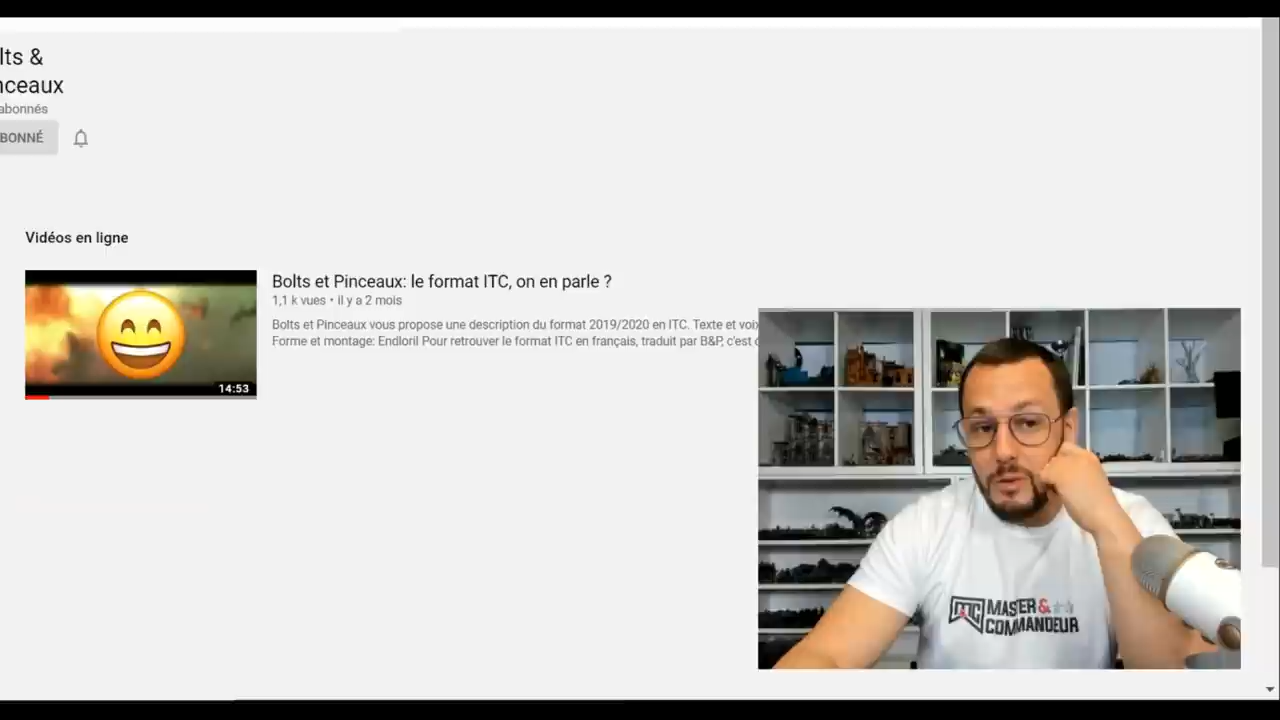 lts &
nceaux
abonnés
BONNÉ
Vidéos en ligne
14:53
Bolts et Pinceaux: le format ITC, on en parle ?
1,1 k vues • il y a 2 mois
Bolts et Pinceaux vous propose une description du format 2019/2020 en ITC. Texte et voix
Forme et montage: Endloril Pour retrouver le format ITC en français, traduit par B&P, c'est
MASTER &
COMMANDEUR